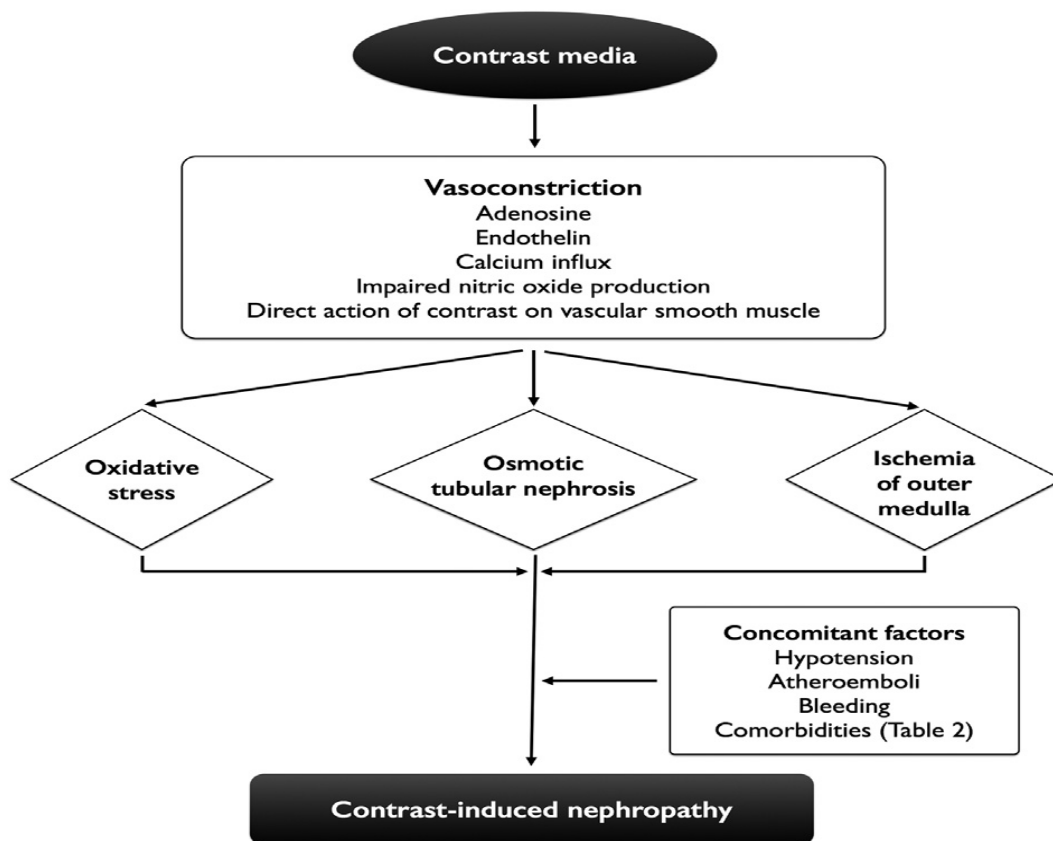 Contrast media
Vasoconstriction
Adenosine
Endothelin
Calcium influx
Impaired nitric oxide production
Direct action of contrast on vascular smooth muscle
Oxidative
stress
Osmotic
tubular nephrosis
Ischemia
of outer
medulla
Concomitant factors
Hypotension
Atheroemboli
Bleeding
Comorbidities (Table 2)
Contrast-induced nephropathy